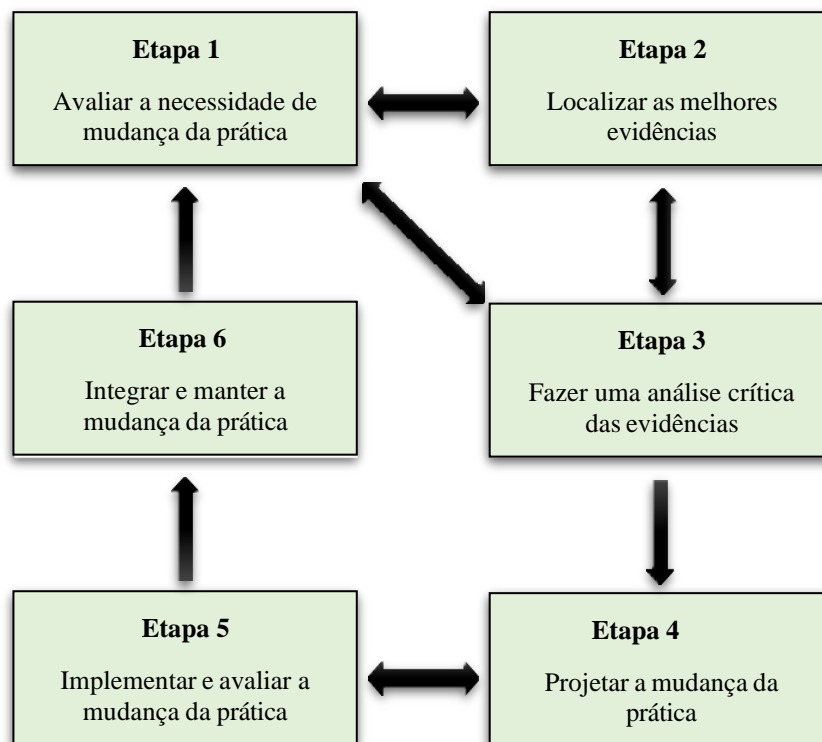 Etapa 1
Avaliar a necessidade de
mudança da prática
Etapa 2
Localizar as melhores
evidências
Etapa 3
Fazer uma análise crítica
das evidências
Etapa 4
Projetar a mudança da
prática
Etapa 5
Implementar e avaliar a
mudança da prática
Etapa 6
Integrar e manter a
mudança da prática